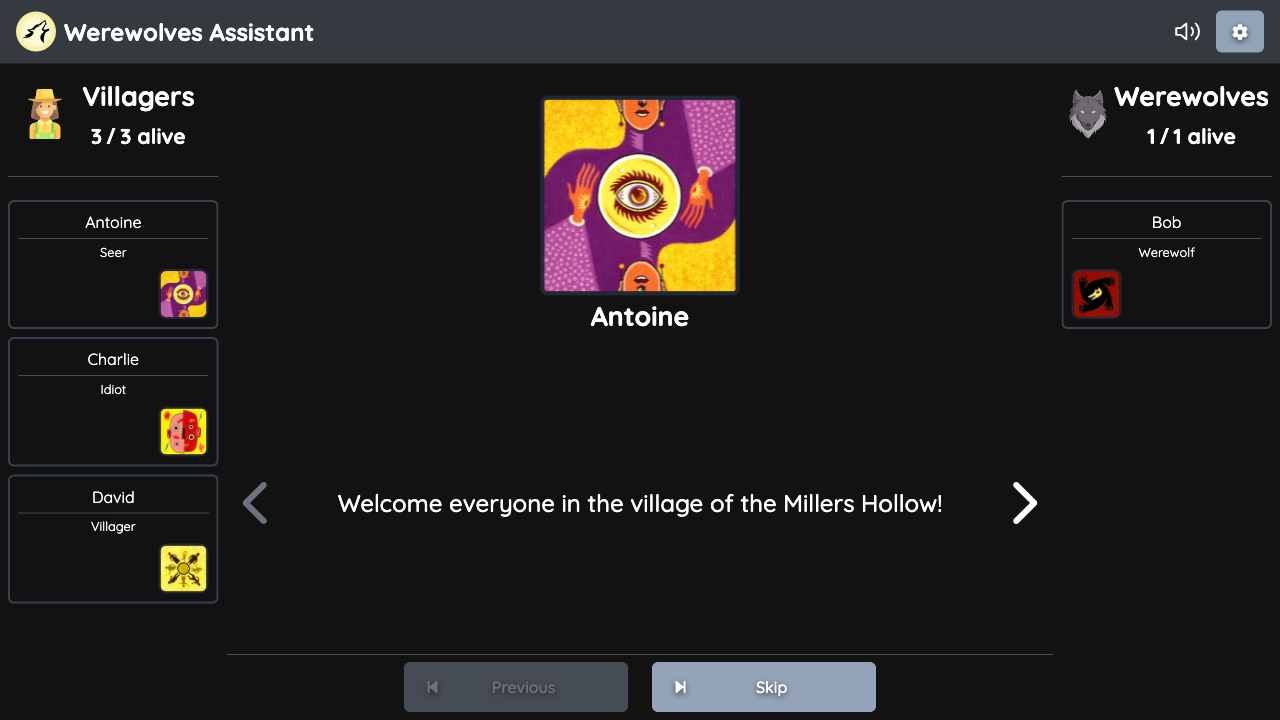 Werewolves Assistant
Villagers
3 / 3 alive
Antoine
Seer
Charlie
Idiot
David
Villager
Antoine
Welcome everyone in the village of the Millers Hollow!
Previous
Skip
Werewolves
1 / 1 alive
Bob
Werewolf